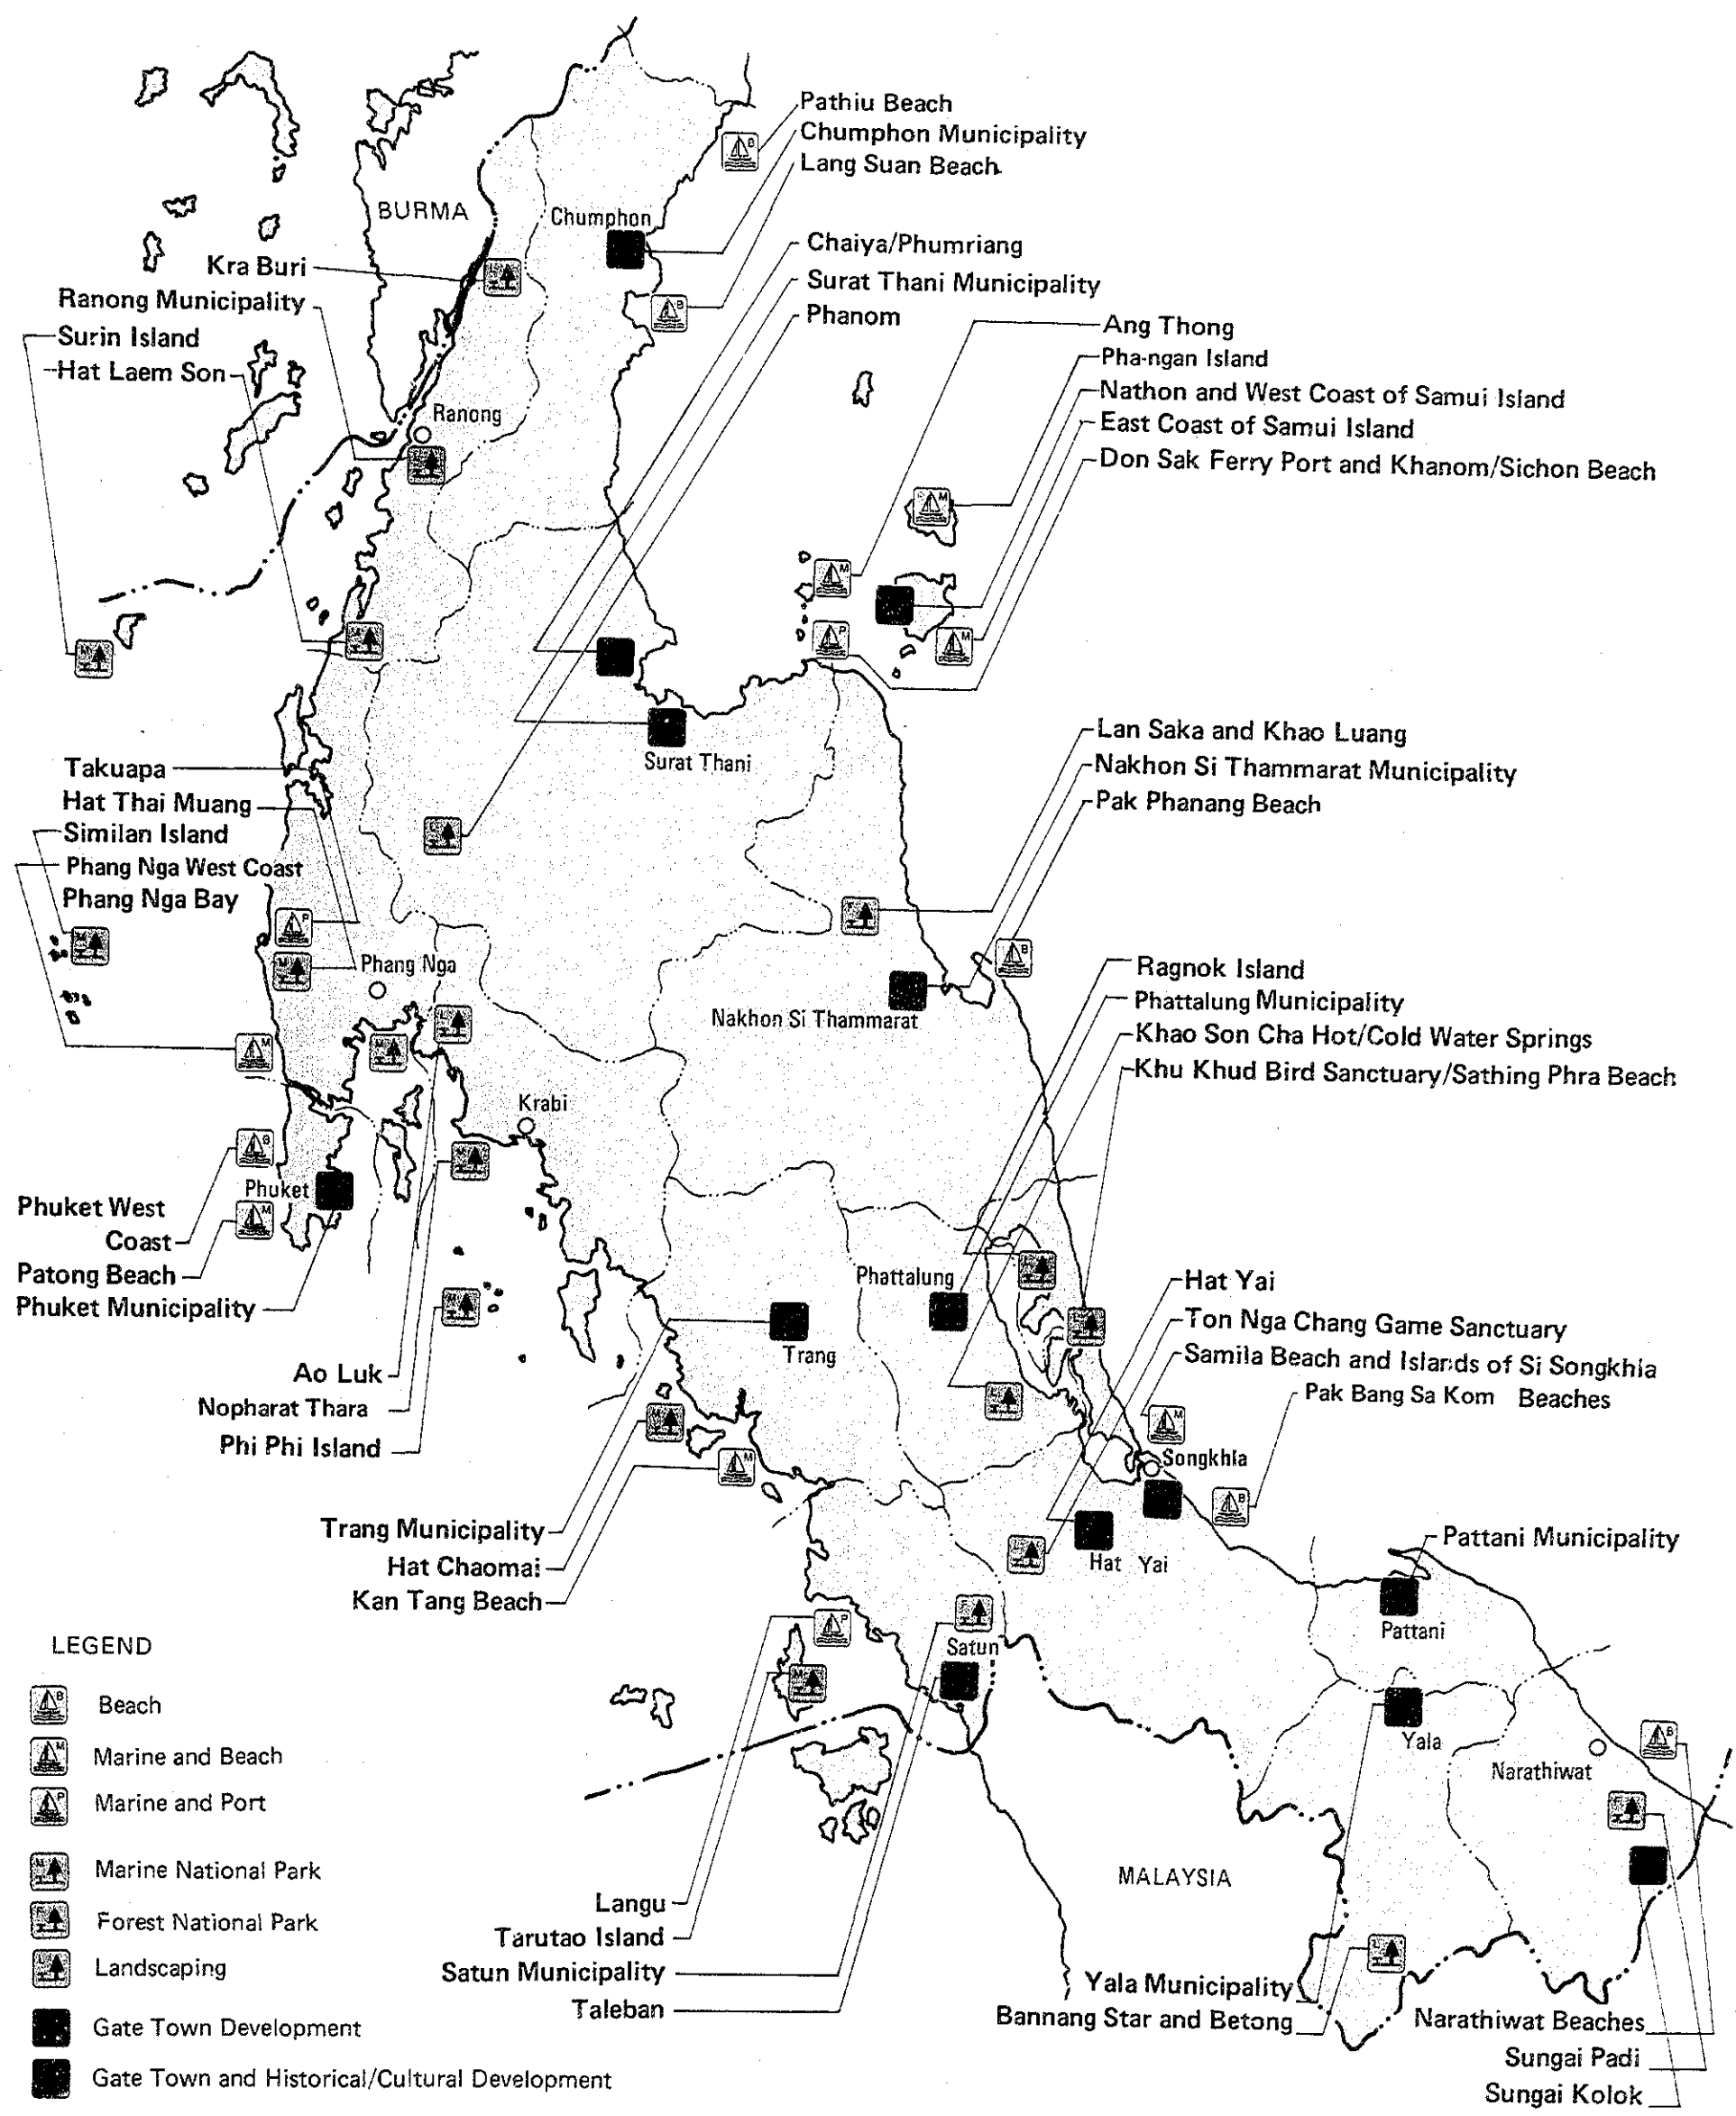 Pathiu Beach
Chumphon Municipality
Lang Suan Beach
BURMA
Chumphon
Kra Buri
Ranong Municipality
Surin Island
Hat Laem Son
Chaiya/Phumriang
Surat Thani Municipality
Phanom
Ang Thong
Pha-ngan Island
Nathon and West Coast of Samui Island
East Coast of Samui Island
Don Sak Ferry Port and Khanom/Sichon Beach
Ranong
Surat Thani
Takuapa
Hat Thai Muang
Similan Island
Phang Nga West Coast
Phang Nga Bay
Lan Saka and Khao Luang
Nakhon Si Thammarat Municipality
Pak Phanang Beach
Phang Nga
Nakhon Si Thammarat
Ragnok Island
Phattalung Municipality
Khao Son Cha Hot/Cold Water Springs
Khu Khud Bird Sanctuary/Sathing Phra Beach
Krabi
Phuket
Phuket West
Coast
Patong Beach
Phuket Municipality
Phattalung
Trang
Hat Yai
Ton Nga Chang Game Sanctuary
Samila Beach and Islands of Si Songkhla
Pak Bang Sa Kom Beaches
Ao Luk
Nopharat Thara
Phi Phi Island
Songkhla
Trang Municipality
Hat Chaomai
Kan Tang Beach
Hat Yai
Pattani Municipality
Pattani
Satun
Yala
Narathiwat
MALAYSIA
Langu
Tarutao Island
Satun Municipality
Taleban
Yala Municipality
Bannang Star and Betong
Narathiwat Beaches
Sungai Padi
Sungai Kolok
LEGEND
B Beach
M Marine and Beach
P Marine and Port
M Marine National Park
F Forest National Park
L Landscaping
Gate Town Development
Gate Town and Historical/Cultural Development